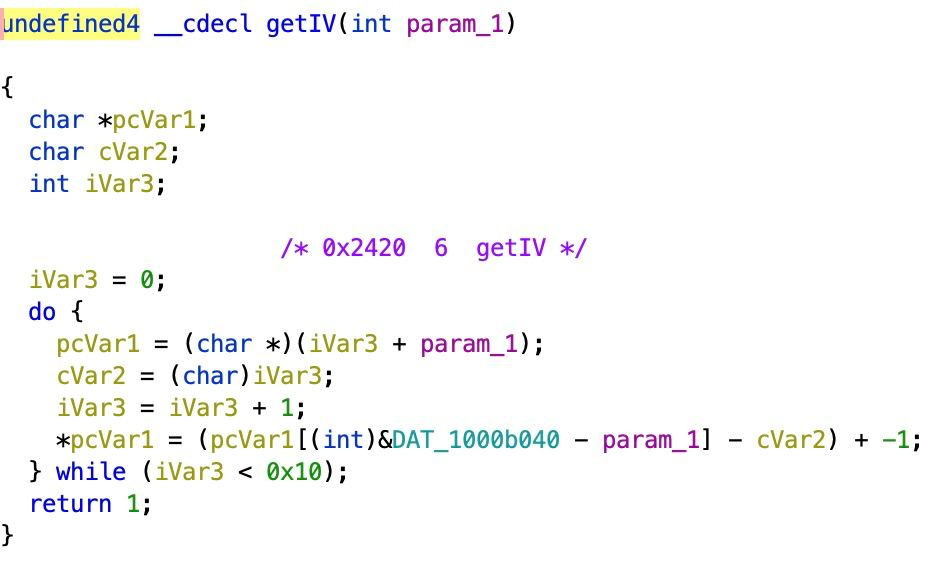 undefined4 __cdecl getIV(int param_1)
{
char *pcVar1;
char cVar2;
int iVar3;
/* 0x2420  6  getIV */
iVar3 = 0;
do {
pcVar1 = (char *)(iVar3 + param_1);
cVar2 = (char)iVar3;
iVar3 = iVar3 + 1;
*pcVar1 = (pcVar1[(int)&DAT_1000b040 - param_1] - cVar2) + -1;
} while (iVar3 < 0x10);
return 1;
}